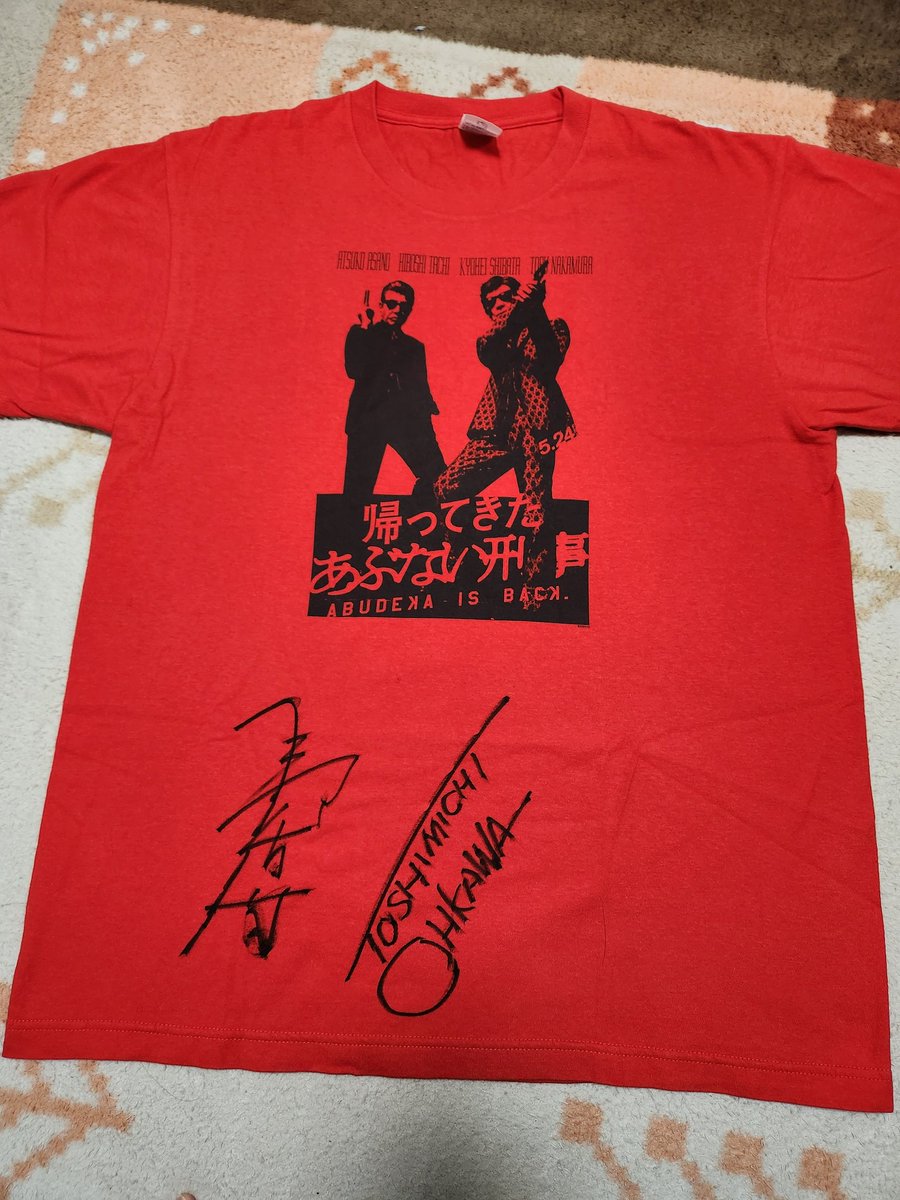 ATSUKO ASANO HIROSHI TACHI KYOHEI SHIBATA TORU NAKAMURA
5.24
帰ってきた
あぶない刑事
ABUDEKA IS BACK.
TOSHIMICHI
OHKAWA